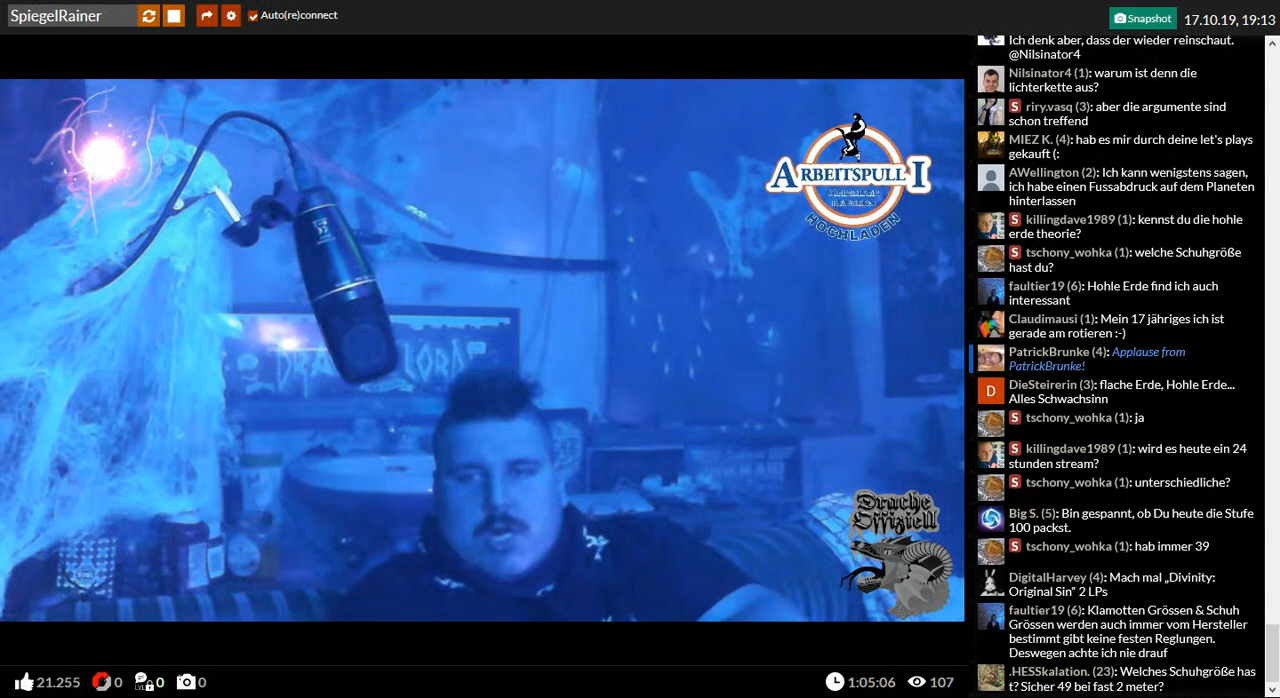 SpiegelRainer
Auto(re)connect
Snapshot
17.10.19, 19:13
ARBEITSPULLI
HOCHLADEN
Drache
Offiziell
Ich denk aber, dass der wieder reinschaut.
@Nilsinator4
Nilsinator4 (1): warum ist denn die
lichterkette aus?
S riry.vasq (3): aber die argumente sind
schon treffend
MIEZ K. (4): hab es mir durch deine let's plays
gekauft (:
AWellington (2): Ich kann wenigstens sagen,
ich habe einen Fussabdruck auf dem Planeten
hinterlassen
S killingdave1989 (1): kennst du die hohle
erde theorie?
S tschony_wohka (1): welche Schuhgröße
hast du?
faultier19 (6): Hohle Erde find ich auch
interessant
Claudimausi (1): Mein 17 jähriges ich ist
gerade am rotieren :-)
PatrickBrunke (4): Applause from
PatrickBrunke!
D
DieSteirerin (3): flache Erde, Hohle Erde...
Alles Schwachsinn
S tschony_wohka (1): ja
S killingdave1989 (1): wird es heute ein 24
stunden stream?
S tschony_wohka (1): unterschiedliche?
Big S. (5): Bin gespannt, ob Du heute die Stufe
100 packst.
S tschony_wohka (1): hab immer 39
DigitalHarvey (4): Mach mal „Divinity:
Original Sin“ 2 LPs
faultier19 (6): Klamotten Grössen & Schuh
Grössen werden auch immer vom Hersteller
bestimmt gibt keine festen Reglungen.
Deswegen achte ich nie drauf
.HESSkalation. (23): Welches Schuhgröße has
t? Sicher 49 bei fast 2 meter?
21.255
0
LVL 0
0
1:05:06
107